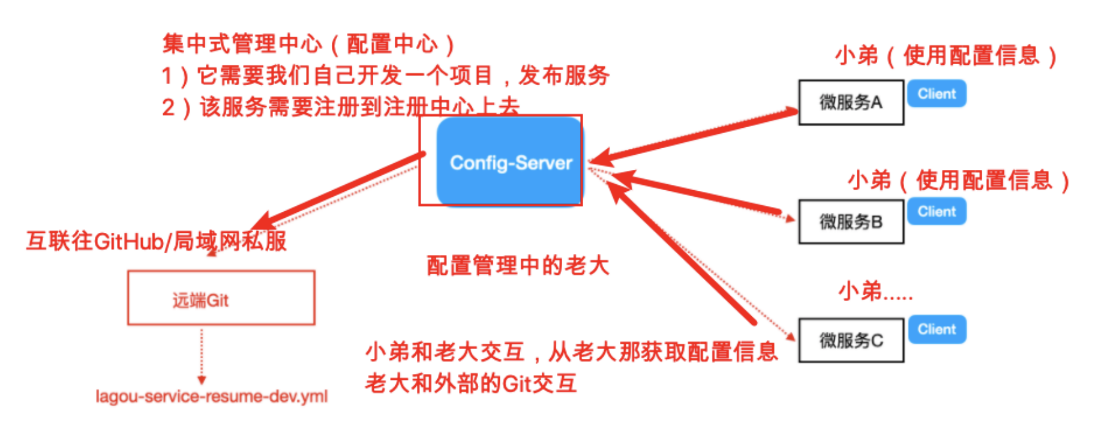 集中式管理中心（配置中心）
1）它需要我们自己开发一个项目，发布服务
2）该服务需要注册到注册中心上去
Config-Server
小弟（使用配置信息）
微服务A
Client
小弟（使用配置信息）
微服务B
Client
小弟.....
微服务C
Client
互联往GitHub/局域网私服
远端Git
lagou-service-resume-dev.yml
配置管理中的老大
小弟和老大交互，从老大那获取配置信息
老大和外部的Git交互